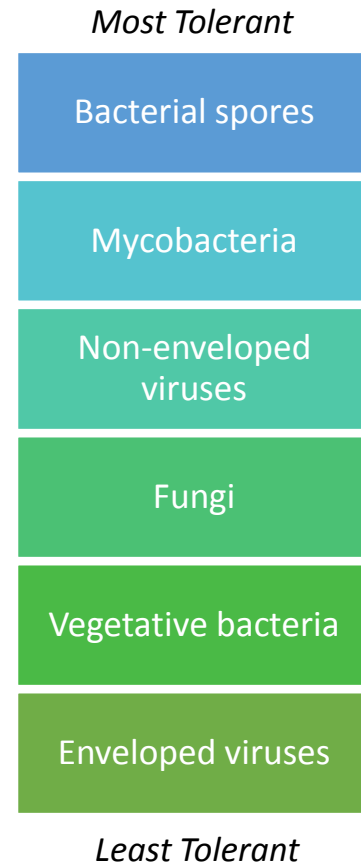 Most Tolerant
Bacterial spores
Mycobacteria
Non-enveloped
viruses
Fungi
Vegetative bacteria
Enveloped viruses
Least Tolerant